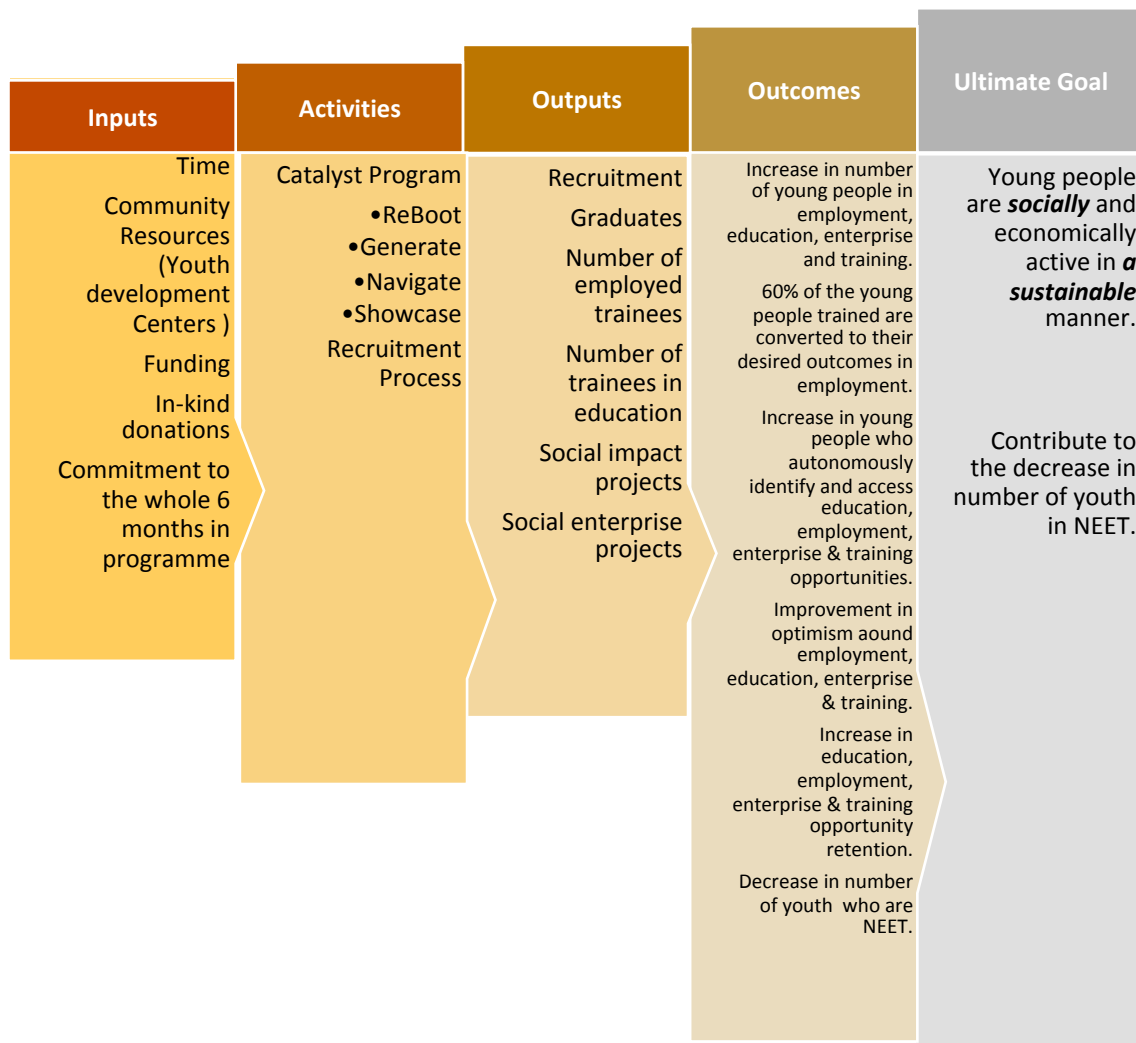 Inputs
Time
Community
Resources
(Youth
development
Centers )
Funding
In-kind
donations
Commitment to
the whole 6
months in
programme
Activities
Catalyst Program
•ReBoot
•Generate
•Navigate
•Showcase
Recruitment
Process
Outputs
Recruitment
Graduates
Number of
employed
trainees
Number of
trainees in
education
Social impact
projects
Social enterprise
projects
Outcomes
Increase in number
of young people in
employment,
education, enterprise
and training.
60% of the young
people trained are
converted to their
desired outcomes in
employment.
Increase in young
people who
autonomously
identify and access
education,
employment,
enterprise & training
opportunities.
Improvement in
optimism aound
employment,
education, enterprise
& training.
Increase in
education,
employment,
enterprise & training
opportunity
retention.
Decrease in number
of youth  who are
NEET.
Ultimate Goal
Young people
are socially and
economically
active in a
sustainable
manner.
Contribute to
the decrease in
number of youth
in NEET.